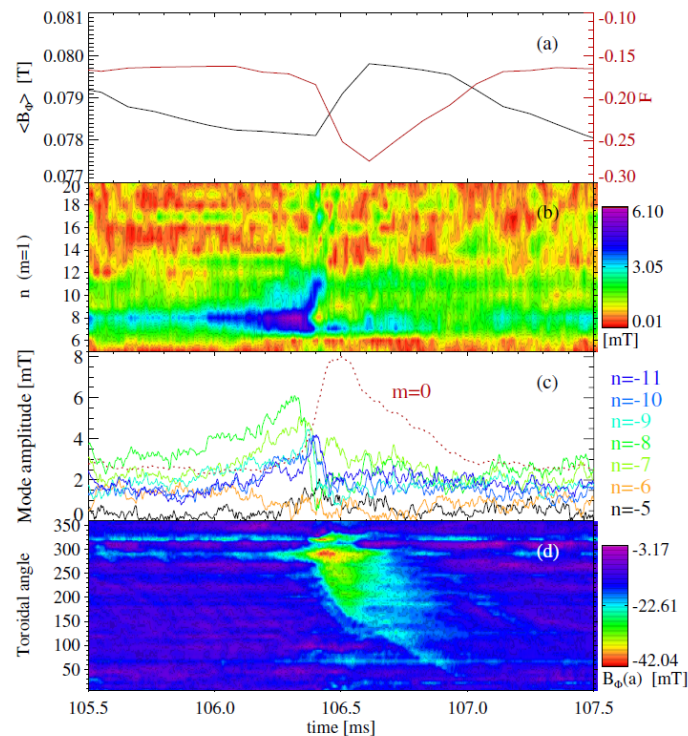 0.081
0.080
0.079
0.078
0.077
<B_Φ> [T]
(a)
-0.10
-0.15
-0.20
-0.25
-0.30
F
20
18
16
14
12
10
8
6
n (m=1)
(b)
6.10
3.05
0.01
[mT]
8
6
4
2
0
Mode amplitude [mT]
m=0
(c)
n=-11
n=-10
n=-9
n=-8
n=-7
n=-6
n=-5
350
300
250
200
150
100
50
Toroidal angle
(d)
-3.17
-22.61
-42.04
B_Φ(a) [mT]
105.5 106.0 106.5 107.0 107.5
time [ms]